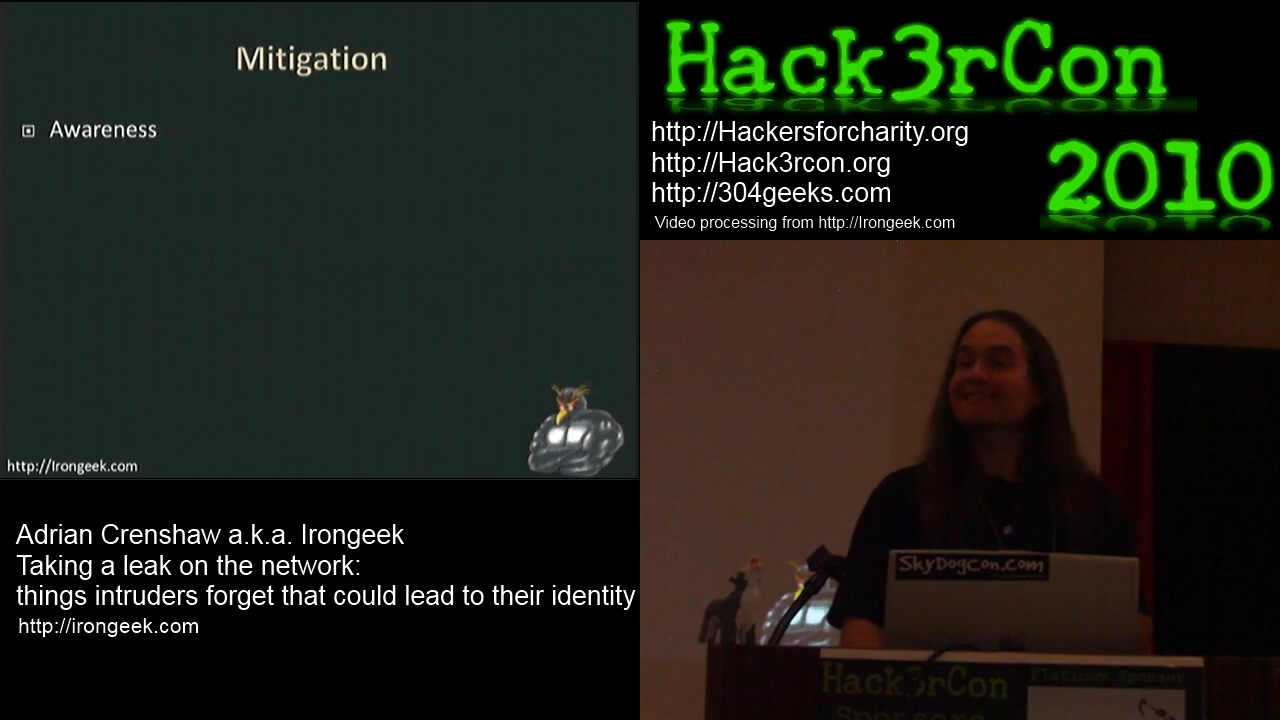 Mitigation
Awareness
http://Irongeek.com
Hack3rCon
2010
http://Hackersforcharity.org
http://Hack3rcon.org
http://304geeks.com
Video processing from http://Irongeek.com
Adrian Crenshaw a.k.a. Irongeek
Taking a leak on the network:
things intruders forget that could lead to their identity
http://irongeek.com
SkyDogCon.com
Hack3rCon
Platinum Sponsor
Sponsors